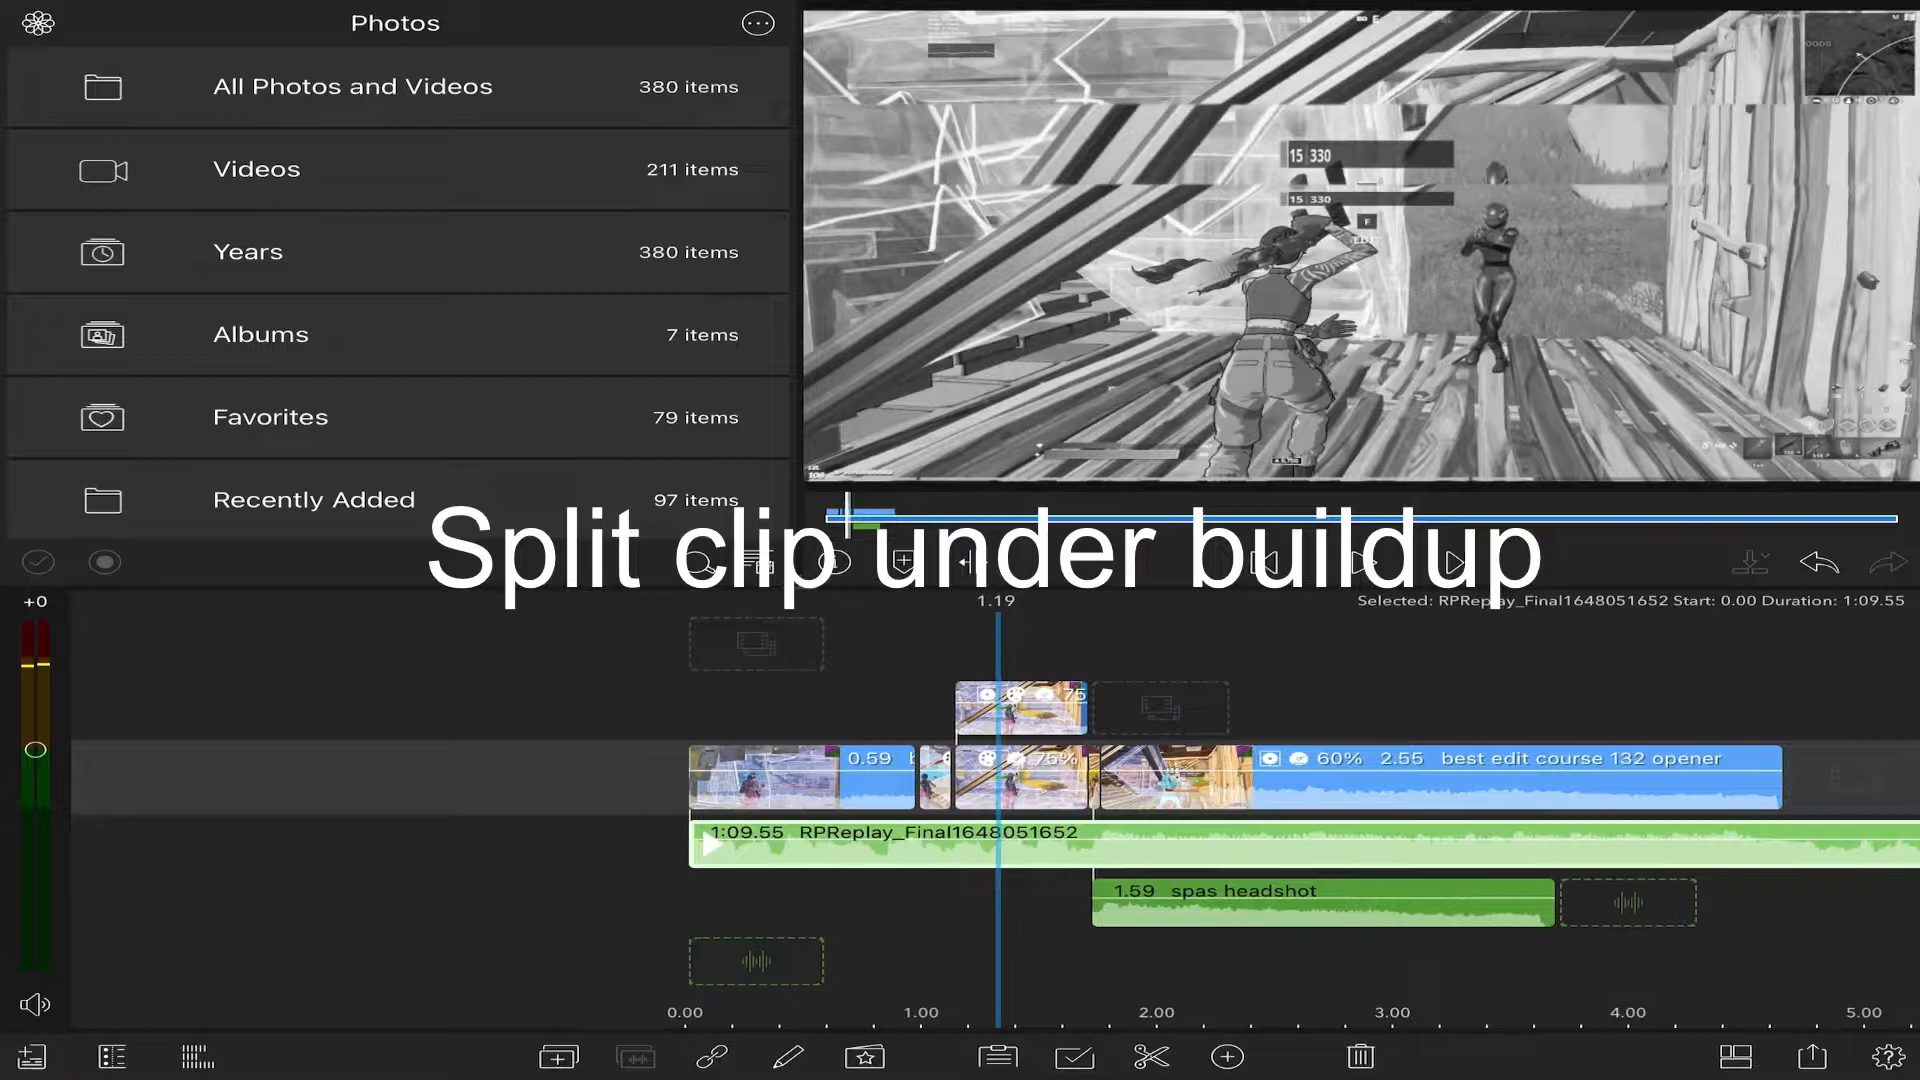 Photos
All Photos and Videos 380 items
Videos 211 items
Years 380 items
Albums 7 items
Favorites 79 items
Recently Added 97 items
15 330
15 330
F
Split clip under buildup
+0
1.19
Selected: RPReplay_Final1648051652 Start: 0.00 Duration: 1:09.55
75
0.59
75%
60% 2.55 best edit course 132 opener
1:09.55 RPReplay_Final1648051652
1.59 spas headshot
0.00 1.00 2.00 3.00 4.00 5.00